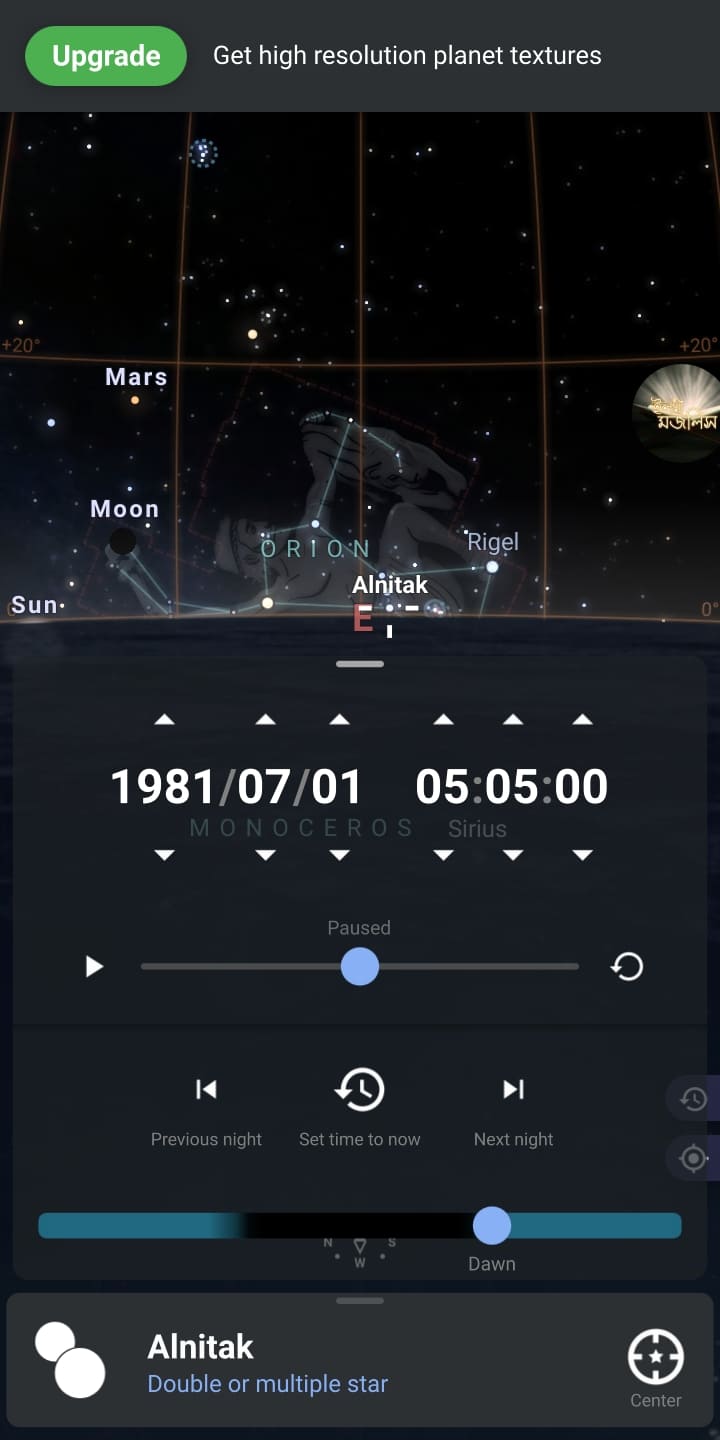 Upgrade
Get high resolution planet textures
+20°
+20°
Mars
Moon
ORION
Rigel
Alnitak
Sun
E
0°
1981/07/01 05:05:00
MONOCEROS
Sirius
Paused
Previous night
Set time to now
Next night
N
S
W
Dawn
Alnitak
Double or multiple star
Center
মজলিস